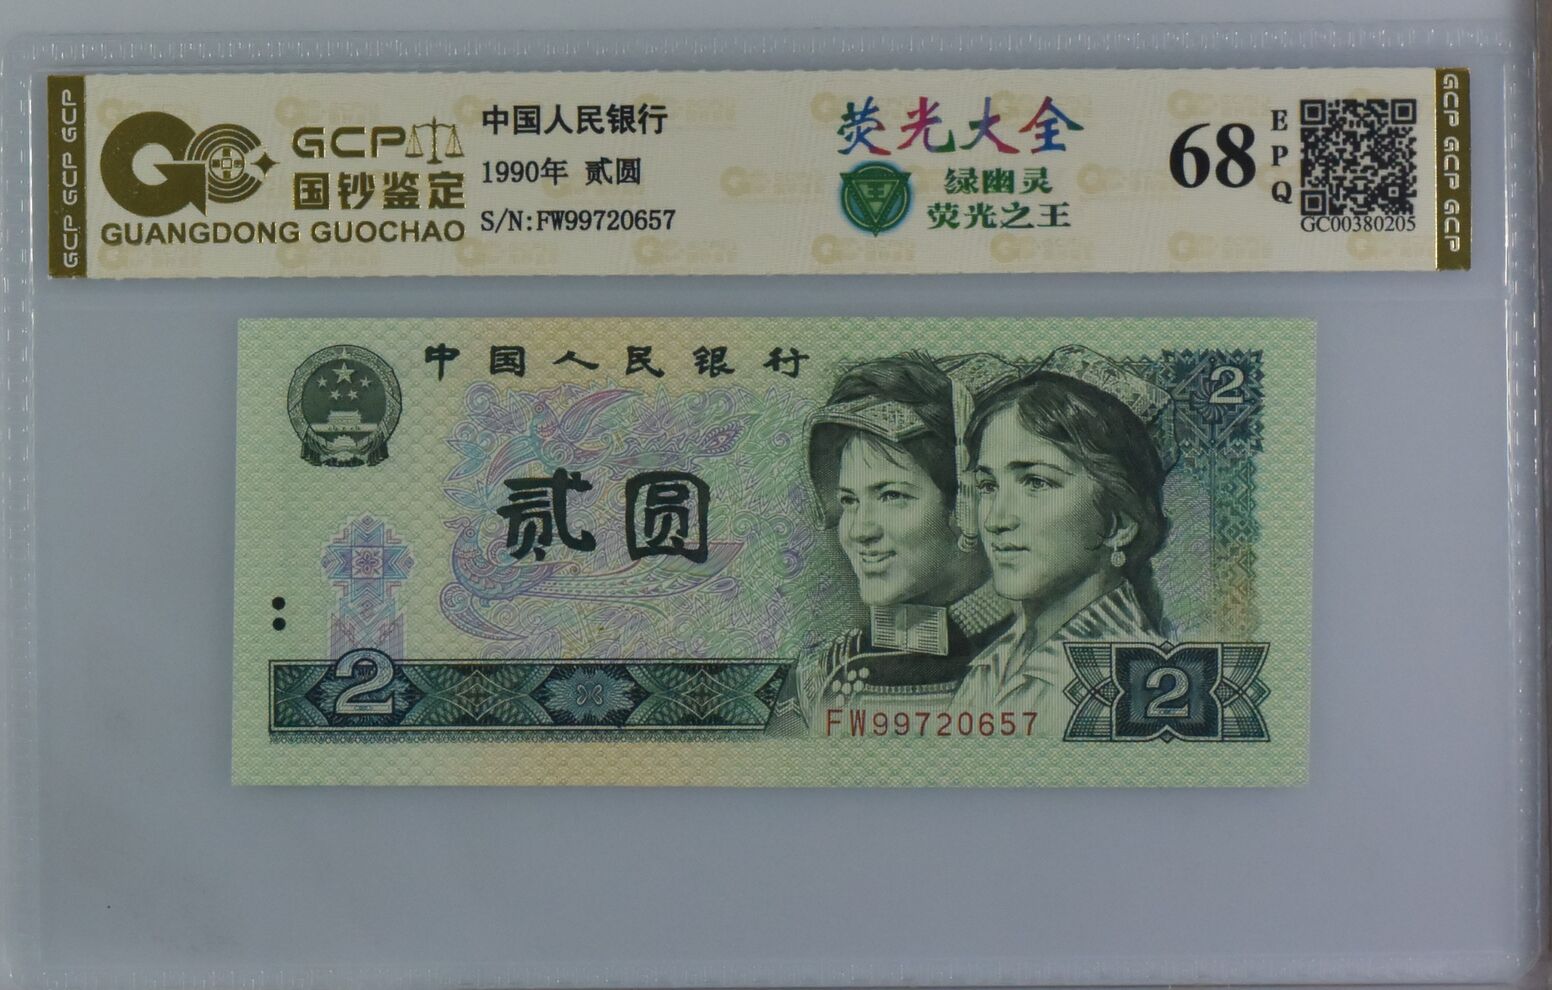 GCP GCP GCP
GCP
国钞鉴定
GUANGDONG GUOCHAO
中国人民银行
1990年 贰圆
S/N:FW99720657
荧光大全
王
绿幽灵
荧光之王
68
EPQ
GC00380205
GCP GCP GCP
中国人民银行
2
贰圆
2
FW99720657
2